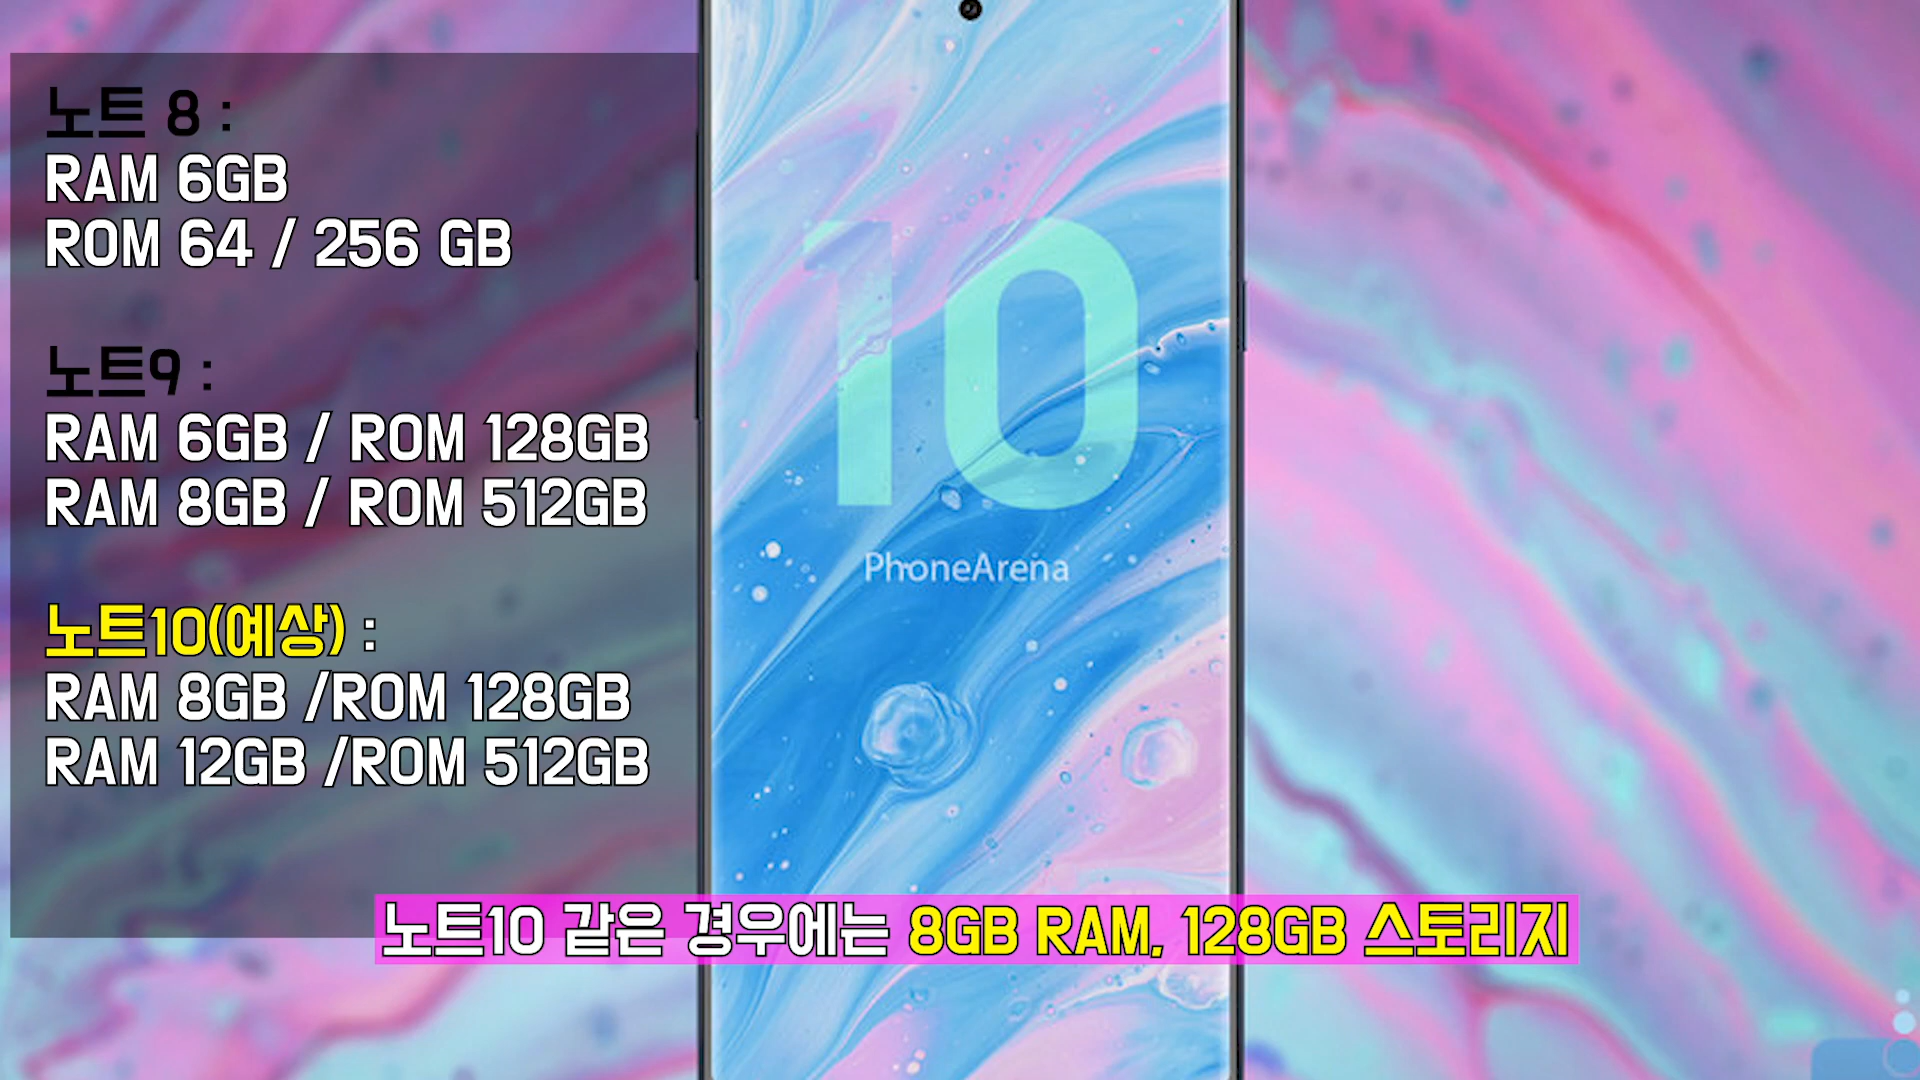 노트 8 :
RAM 6GB
ROM 64 / 256 GB
노트9 :
RAM 6GB / ROM 128GB
RAM 8GB / ROM 512GB
노트10(예상) :
RAM 8GB /ROM 128GB
RAM 12GB /ROM 512GB
10
PhoneArena
노트10 같은 경우에는 8GB RAM, 128GB 스토리지